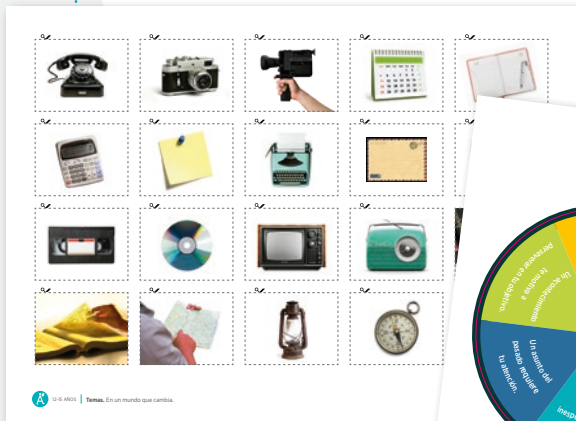 12-15 AÑOS | Temas. En un mundo que cambia.
Un acontecimiento
te motiva a
perseverar en tu objetivo.
Un asunto del
pasado requiere
tu atención.